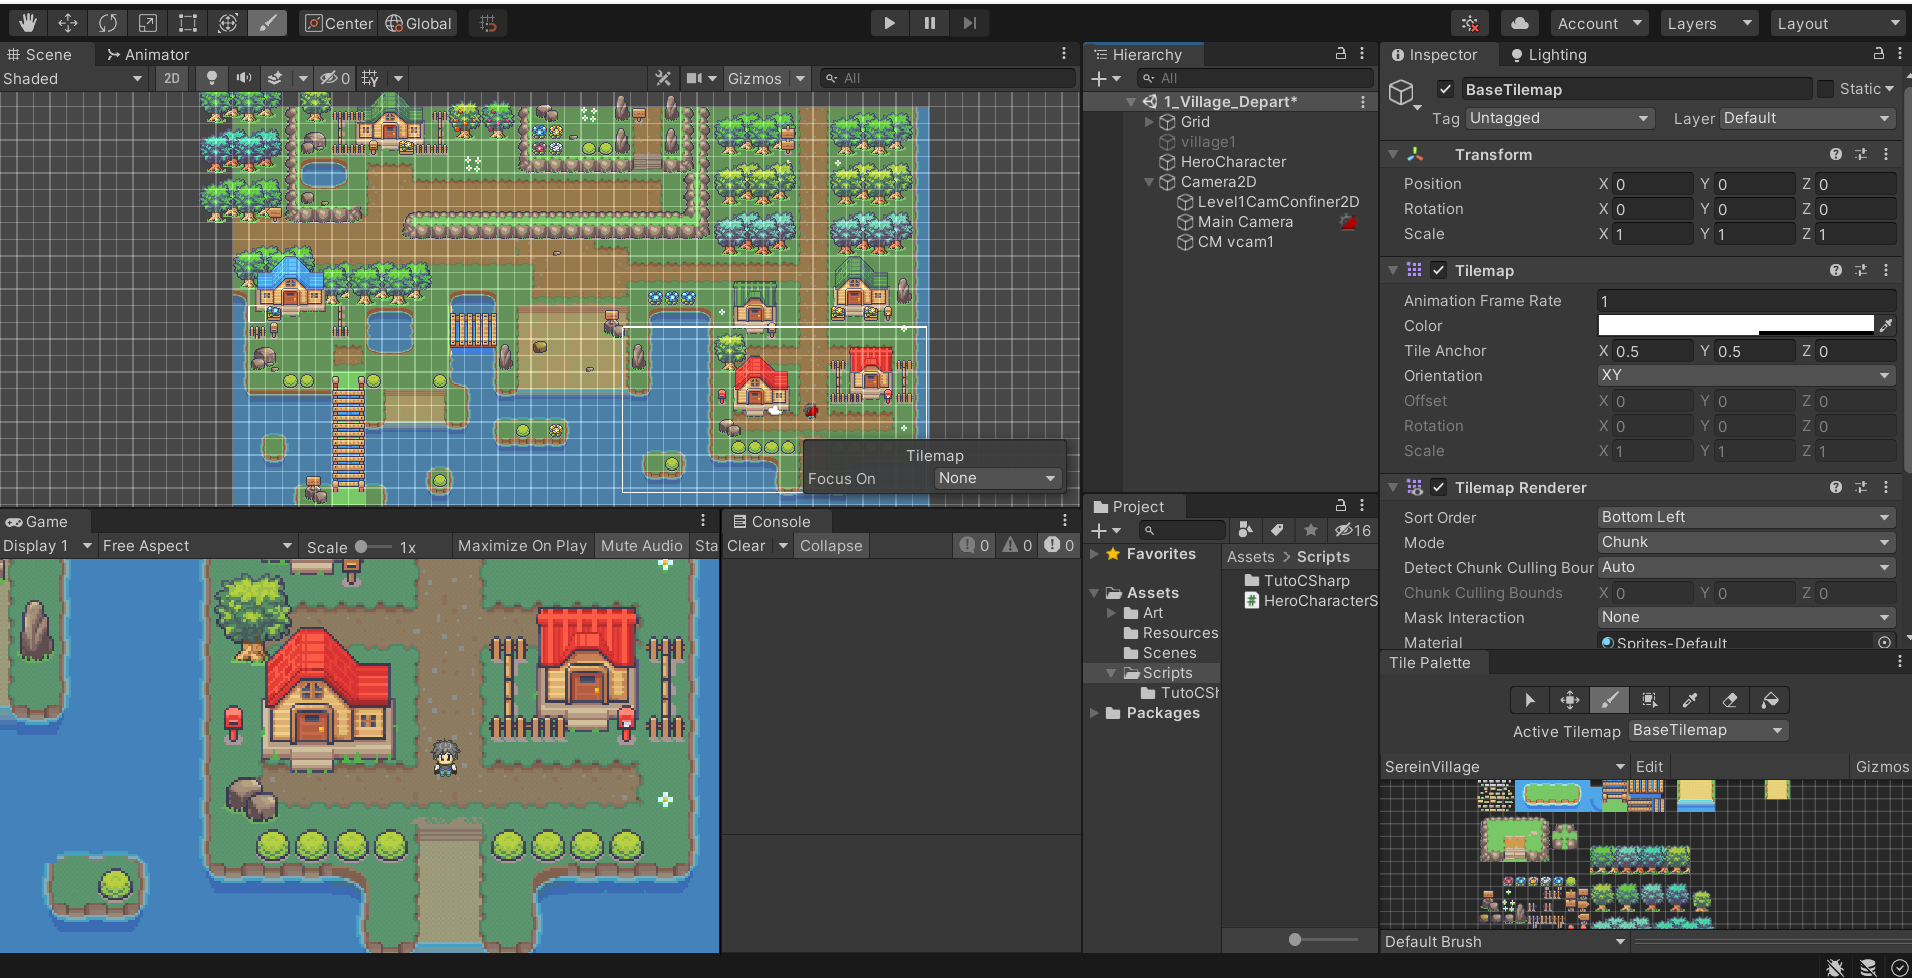 Center Global Account Layers Layout
Scene Animator
Shaded 2D 0 Gizmos All
Tilemap
Focus On None
Game
Display 1 Free Aspect Scale 1x Maximize On Play Mute Audio Sta
Console
Clear Collapse 0 0 0
Hierarchy
All
1_Village_Depart*
Grid
village1
HeroCharacter
Camera2D
Level1CamConfiner2D
Main Camera
CM vcam1
Project
16
Favorites
Assets
Art
Resources
Scenes
Scripts
TutoCSh
Packages
Assets > Scripts
TutoCSharp
HeroCharacterS
Inspector Lighting
BaseTilemap Static
Tag Untagged Layer Default
Transform
Position X 0 Y 0 Z 0
Rotation X 0 Y 0 Z 0
Scale X 1 Y 1 Z 1
Tilemap
Animation Frame Rate 1
Color
Tile Anchor X 0.5 Y 0.5 Z 0
Orientation XY
Offset X 0 Y 0 Z 0
Rotation X 0 Y 0 Z 0
Scale X 1 Y 1 Z 1
Tilemap Renderer
Sort Order Bottom Left
Mode Chunk
Detect Chunk Culling Bour Auto
Chunk Culling Bounds X 0 Y 0 Z 0
Mask Interaction None
Material Sprites-Default
Tile Palette
Active Tilemap BaseTilemap
SereinVillage Edit Gizmos
Default Brush